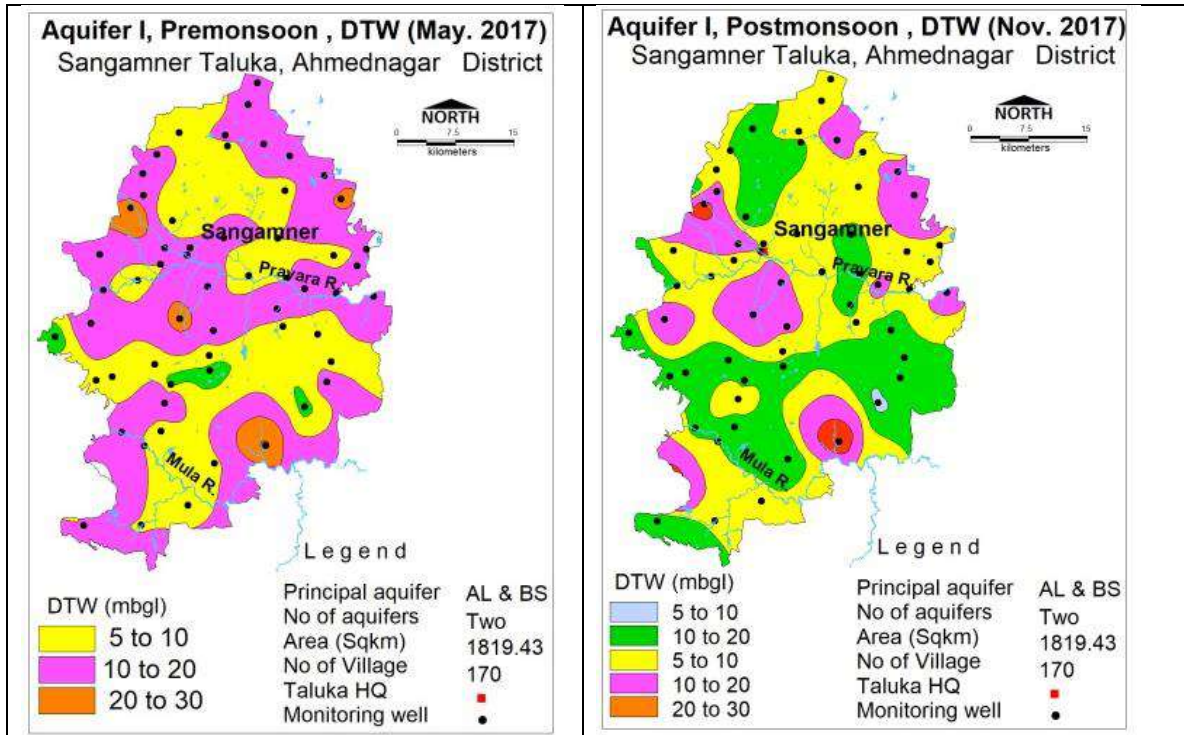 Aquifer I, Premonsoon , DTW (May. 2017)
Sangamner Taluka, Ahmednagar District
NORTH
0 7.5 15
kilometers
Sangamner
Pravara R.
Mula R.
Legend
DTW (mbgl)
5 to 10
10 to 20
20 to 30
Principal aquifer AL & BS
No of aquifers Two
Area (Sqkm) 1819.43
No of Village 170
Taluka HQ
Monitoring well
Aquifer I, Postmonsoon , DTW (Nov. 2017)
Sangamner Taluka, Ahmednagar District
NORTH
0 7.5 15
kilometers
Sangamner
Pravara R.
Mula R.
Legend
DTW (mbgl)
5 to 10
10 to 20
5 to 10
10 to 20
20 to 30
Principal aquifer AL & BS
No of aquifers Two
Area (Sqkm) 1819.43
No of Village 170
Taluka HQ
Monitoring well